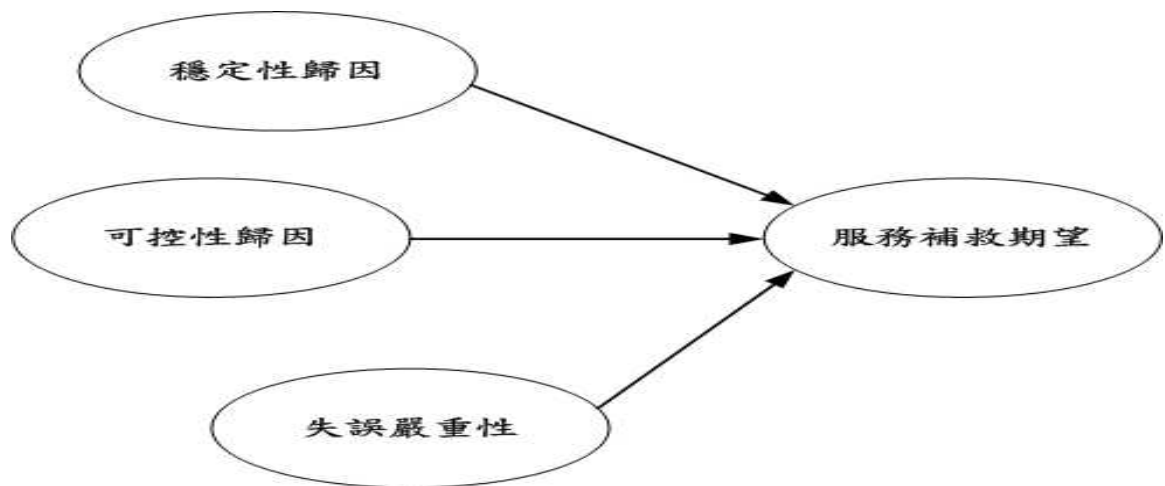 穩定性歸因
可控性歸因
服務補救期望
失誤嚴重性